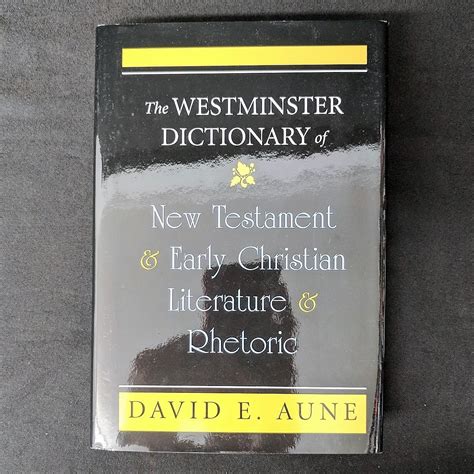 The WESTMINSTER
DICTIONARY of
New Testament
& Early Christian
Literature &
Rhetoric
DAVID E. AUNE